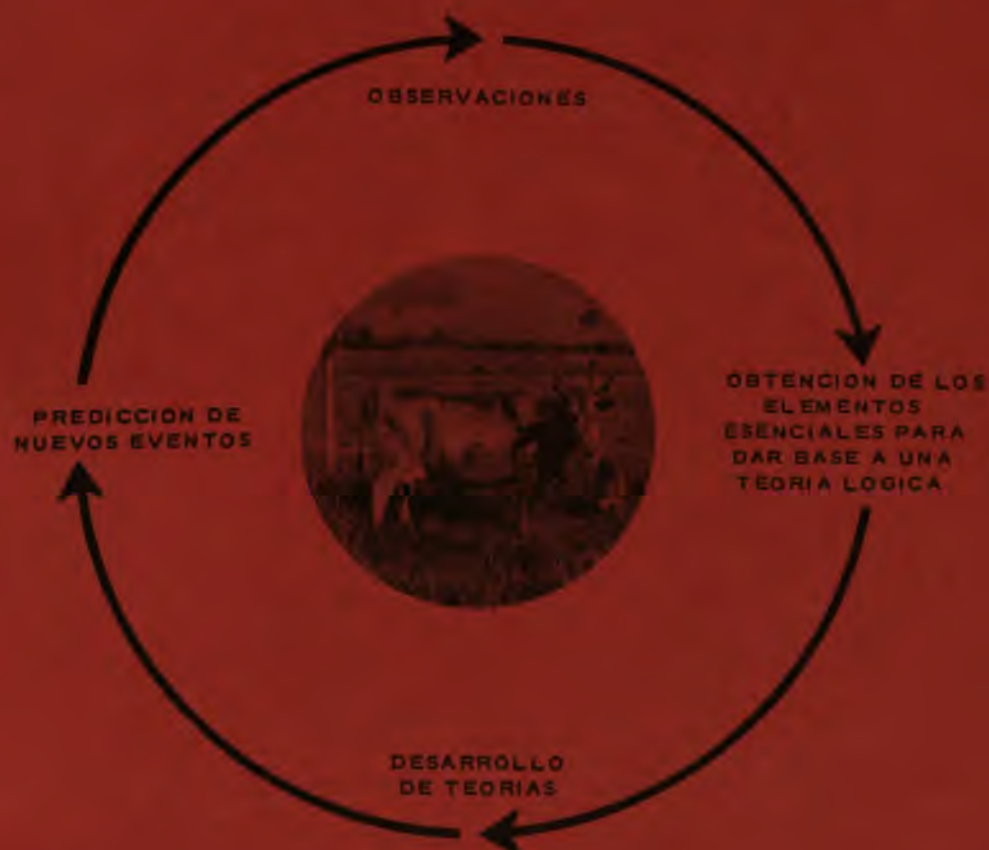 OBSERVACIONES
OBTENCION DE LOS
ELEMENTOS
ESENCIALES PARA
DAR BASE A UNA
TEORIA LOGICA
DESARROLLO
DE TEORIAS
PREDICCION DE
NUEVOS EVENTOS